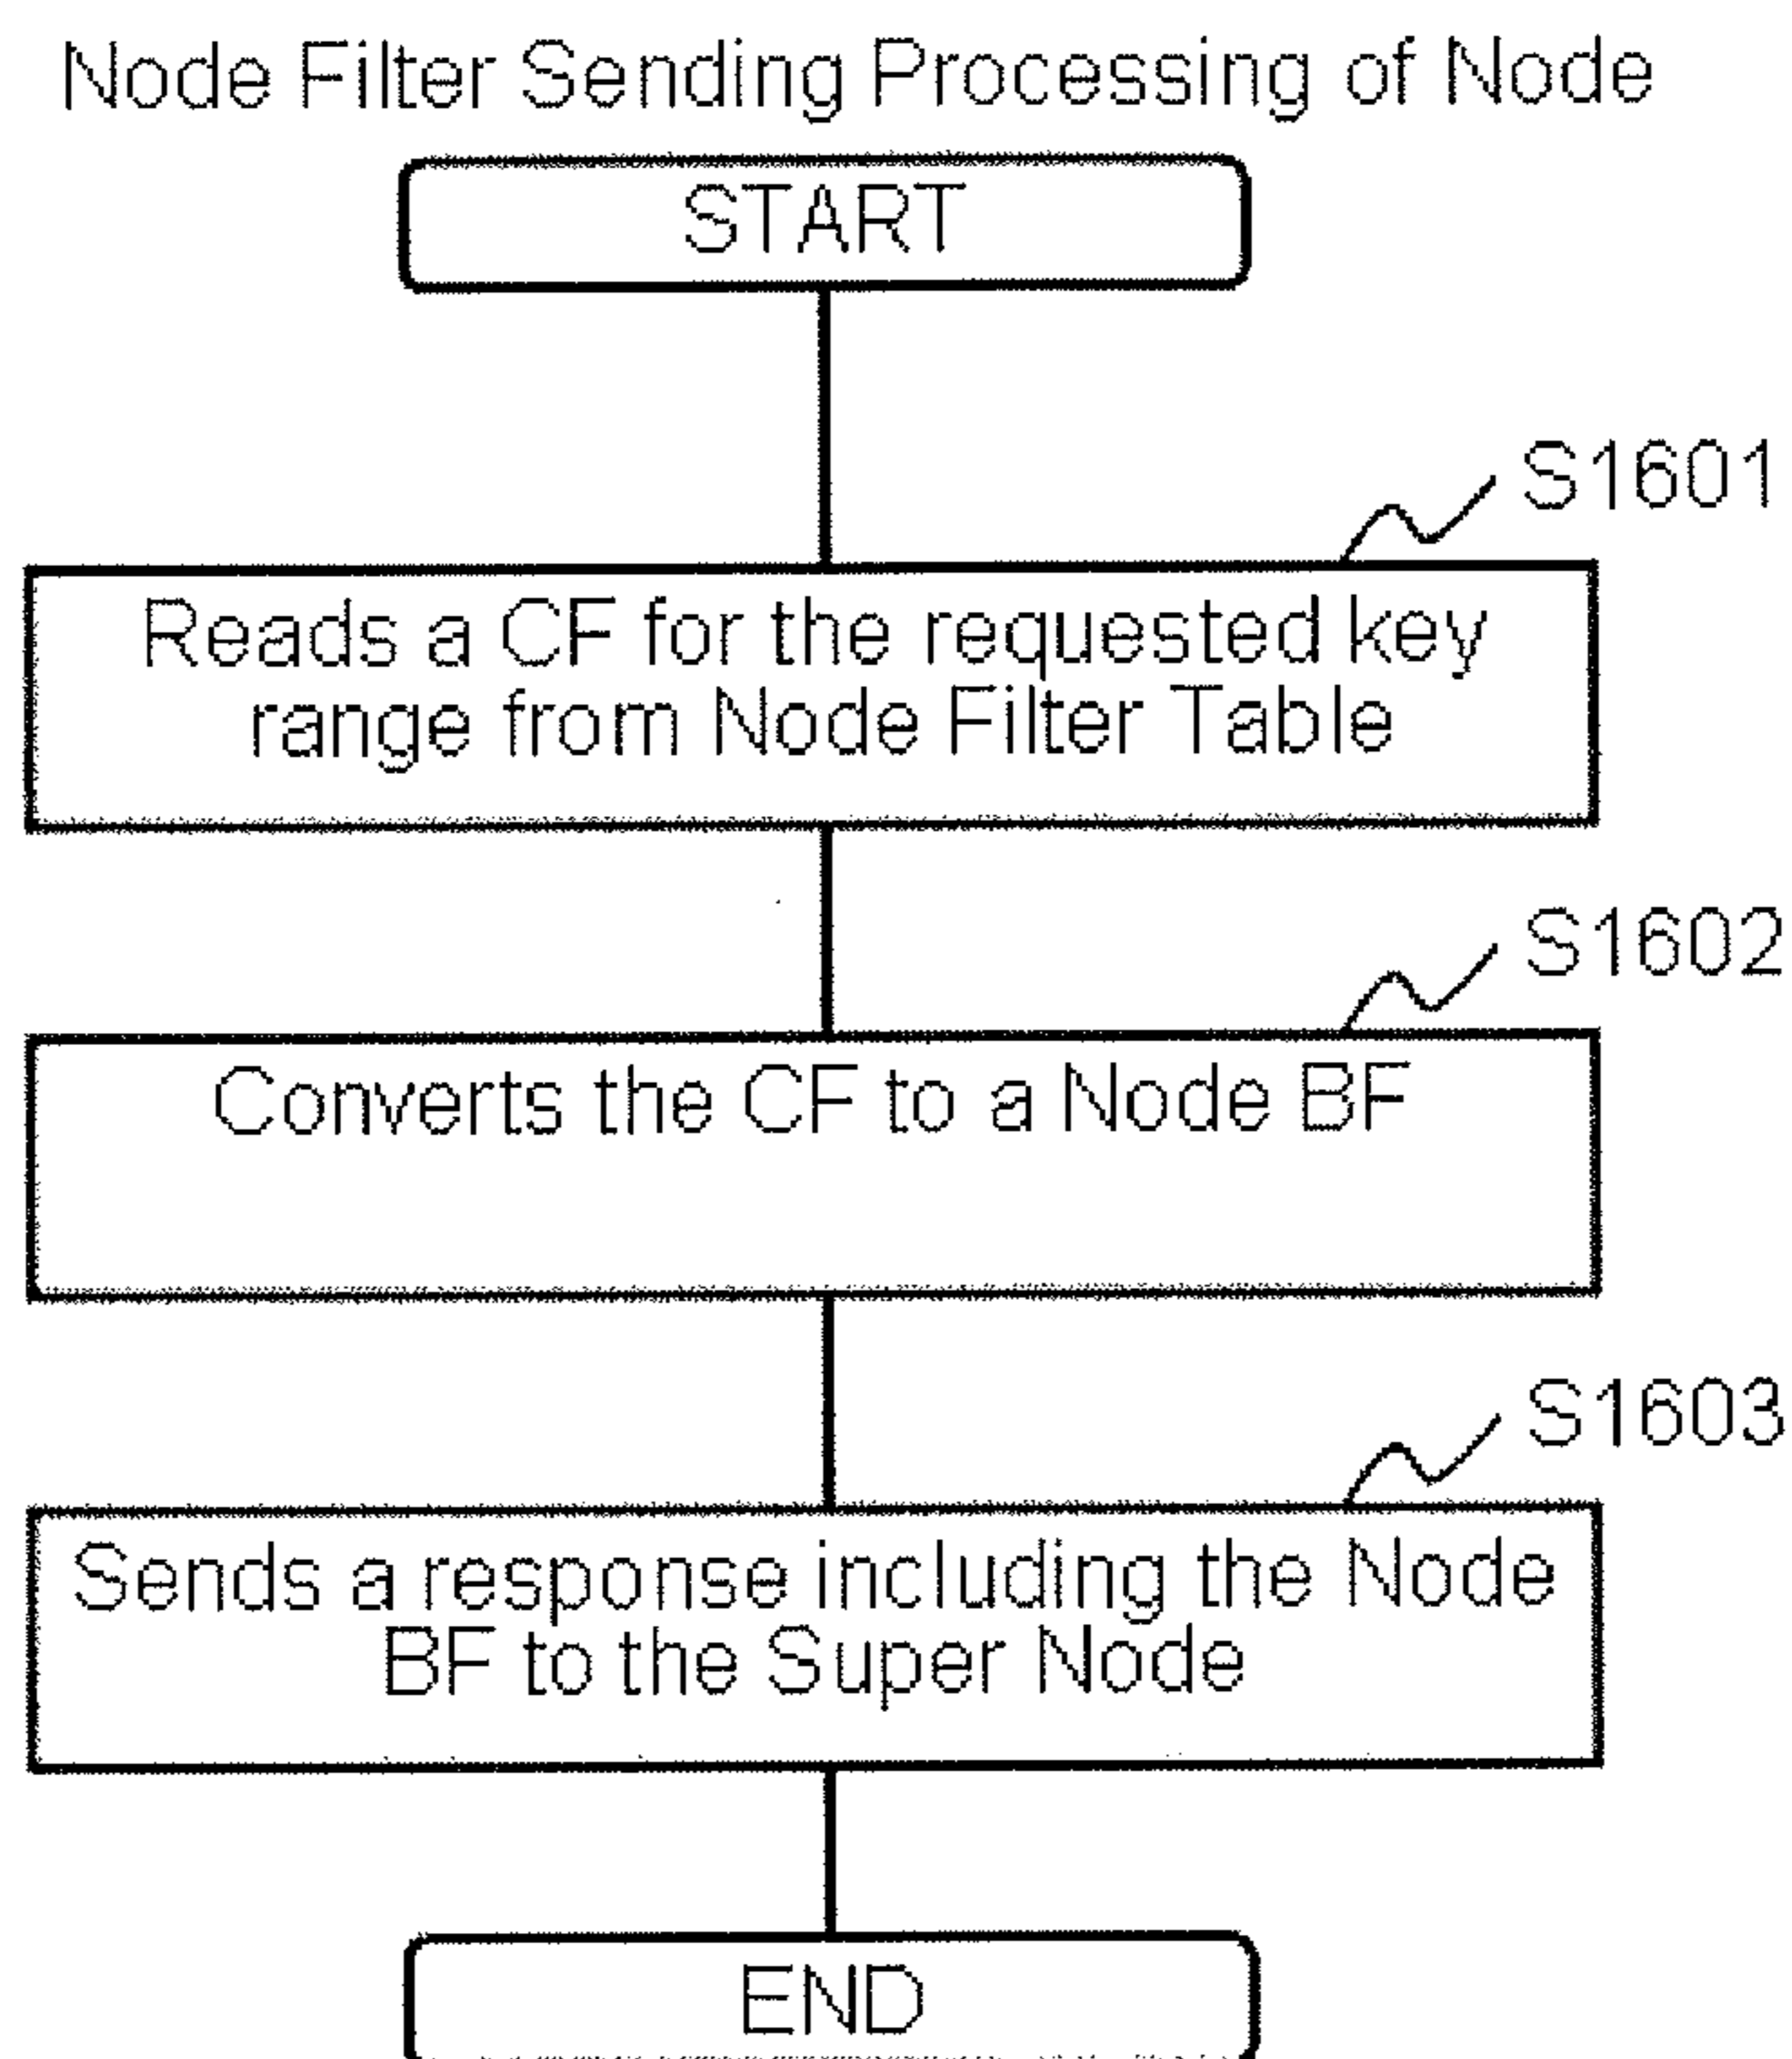 Node Filter Sending Processing of Node
START
S1601
Reads a CF for the requested key
range from Node Filter Table
S1602
Converts the CF to a Node BF
S1603
Sends a response including the Node
BF to the Super Node
END